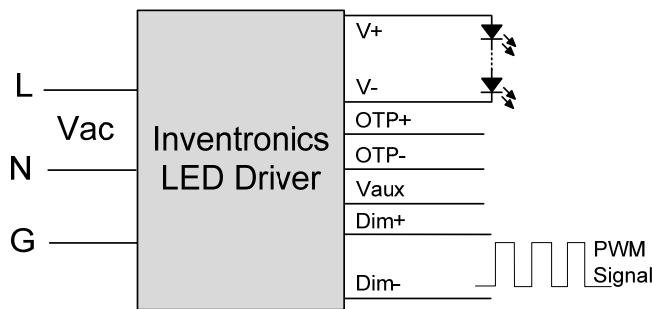 L
Vac
N
G
Inventronics
LED Driver
V+
V-
OTP+
OTP-
Vaux
Dim+
Dim-
PWM
Signal